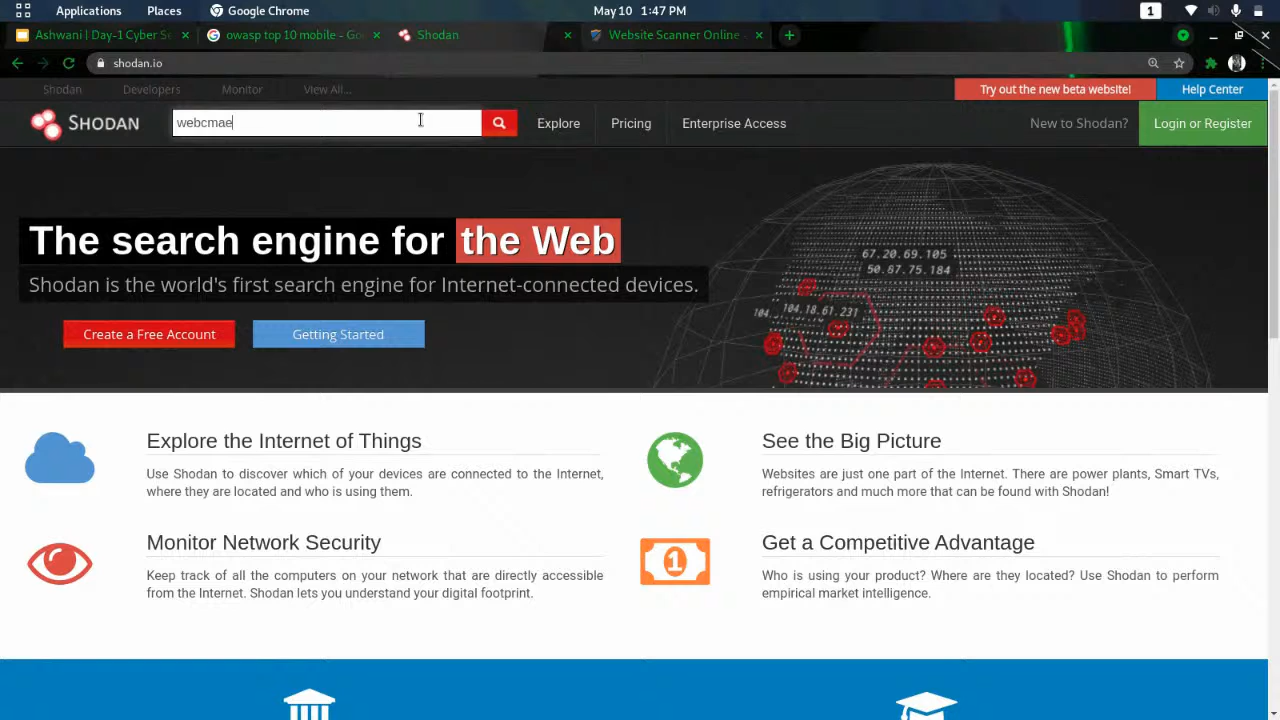 Applications Places Google Chrome May 10 1:47 PM 1
Ashwani | Day-1 Cyber Se owasp top 10 mobile - Goo Shodan Website Scanner Online -
shodan.io
Shodan Developers Monitor View All... Try out the new beta website! Help Center
SHODAN webcmae Explore Pricing Enterprise Access New to Shodan? Login or Register
The search engine for the Web
Shodan is the world's first search engine for Internet-connected devices.
Create a Free Account Getting Started
67.20.69.105
50.87.75.184
104. 104.18.61.231
Explore the Internet of Things
Use Shodan to discover which of your devices are connected to the Internet,
where they are located and who is using them.
See the Big Picture
Websites are just one part of the Internet. There are power plants, Smart TVs,
refrigerators and much more that can be found with Shodan!
Monitor Network Security
Keep track of all the computers on your network that are directly accessible
from the Internet. Shodan lets you understand your digital footprint.
Get a Competitive Advantage
Who is using your product? Where are they located? Use Shodan to perform
empirical market intelligence.
1